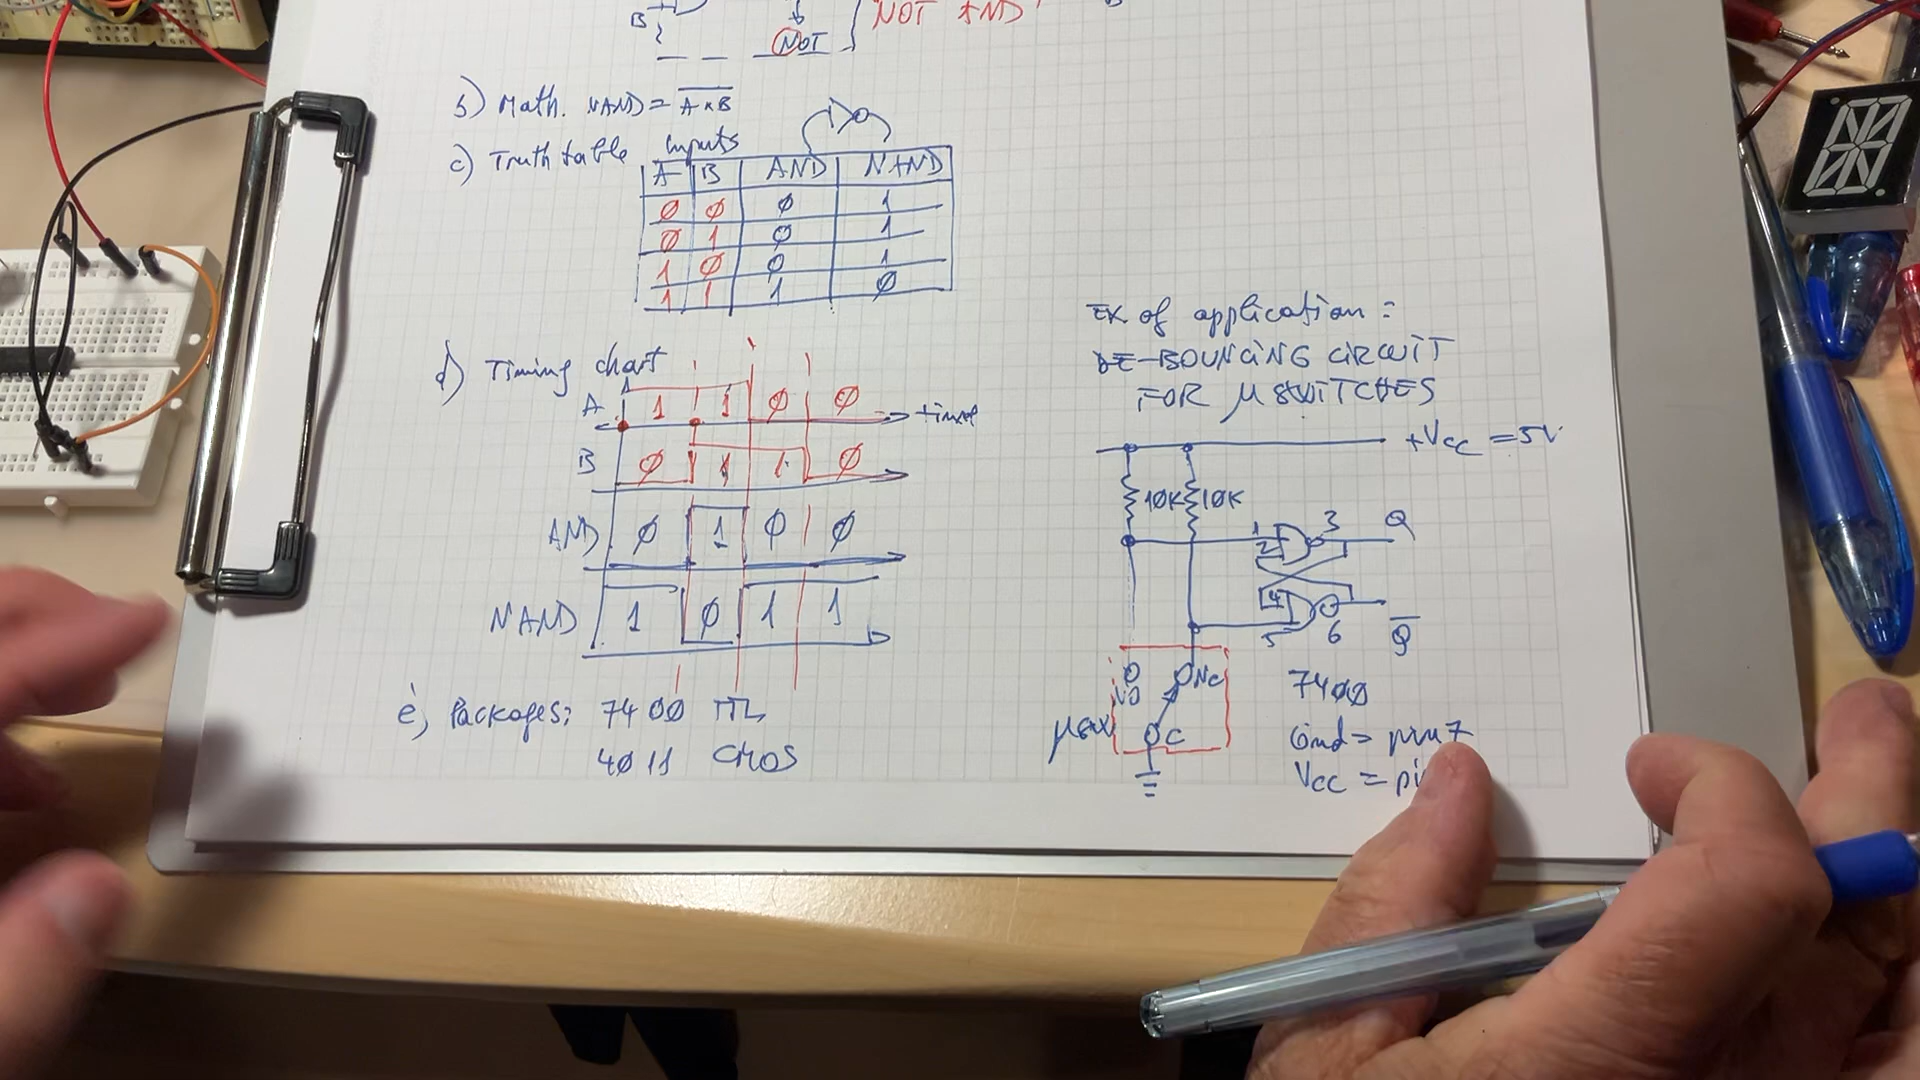 B
NOT
NOT AND
b) Math. NAND = A×B
c) Truth table inputs
A B AND NAND
0 0 0 1
0 1 0 1
1 0 0 1
1 1 1 0
d) Timing chart
A 1 1 0 0 time
B 0 1 1 0
AND 0 1 0 0
NAND 1 0 1 1
e) Packages: 7400 TTL
4011 CMOS
EX of application:
DE-BOUNCING CIRCUIT
FOR μSWITCHES
+Vcc = 5V
10K 10K
1 2 3 Q
4 5 6 Q
NO NC
μsw C
7400
Gnd = pin 7
Vcc =